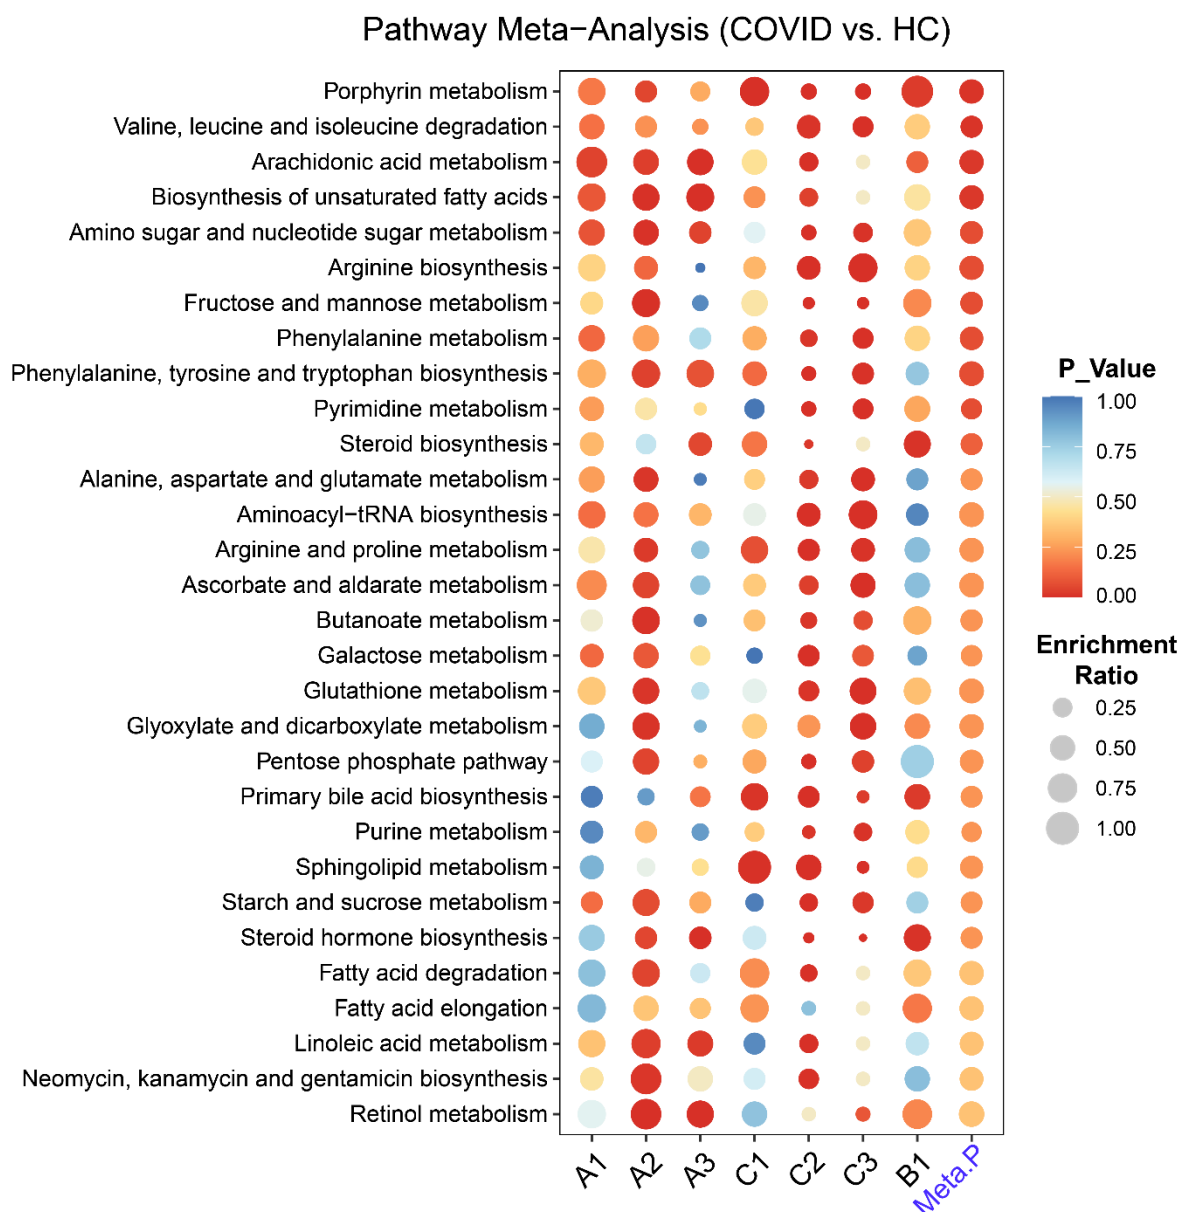 Pathway Meta−Analysis (COVID vs. HC)
Porphyrin metabolism
Valine, leucine and isoleucine degradation
Arachidonic acid metabolism
Biosynthesis of unsaturated fatty acids
Amino sugar and nucleotide sugar metabolism
Arginine biosynthesis
Fructose and mannose metabolism
Phenylalanine metabolism
Phenylalanine, tyrosine and tryptophan biosynthesis
Pyrimidine metabolism
Steroid biosynthesis
Alanine, aspartate and glutamate metabolism
Aminoacyl−tRNA biosynthesis
Arginine and proline metabolism
Ascorbate and aldarate metabolism
Butanoate metabolism
Galactose metabolism
Glutathione metabolism
Glyoxylate and dicarboxylate metabolism
Pentose phosphate pathway
Primary bile acid biosynthesis
Purine metabolism
Sphingolipid metabolism
Starch and sucrose metabolism
Steroid hormone biosynthesis
Fatty acid degradation
Fatty acid elongation
Linoleic acid metabolism
Neomycin, kanamycin and gentamicin biosynthesis
Retinol metabolism
A1 A2 A3 C1 C2 C3 B1 Meta.P
P_Value
1.00
0.75
0.50
0.25
0.00
Enrichment
Ratio
0.25
0.50
0.75
1.00